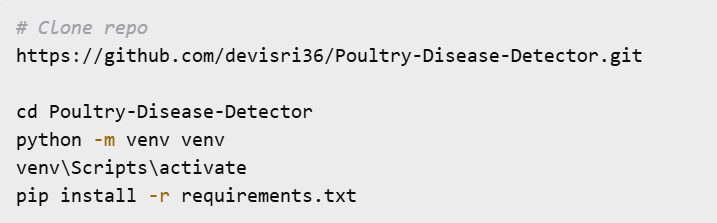 # Clone repo
https://github.com/devisri36/Poultry-Disease-Detector.git
cd Poultry-Disease-Detector
python -m venv venv
venv\Scripts\activate
pip install -r requirements.txt